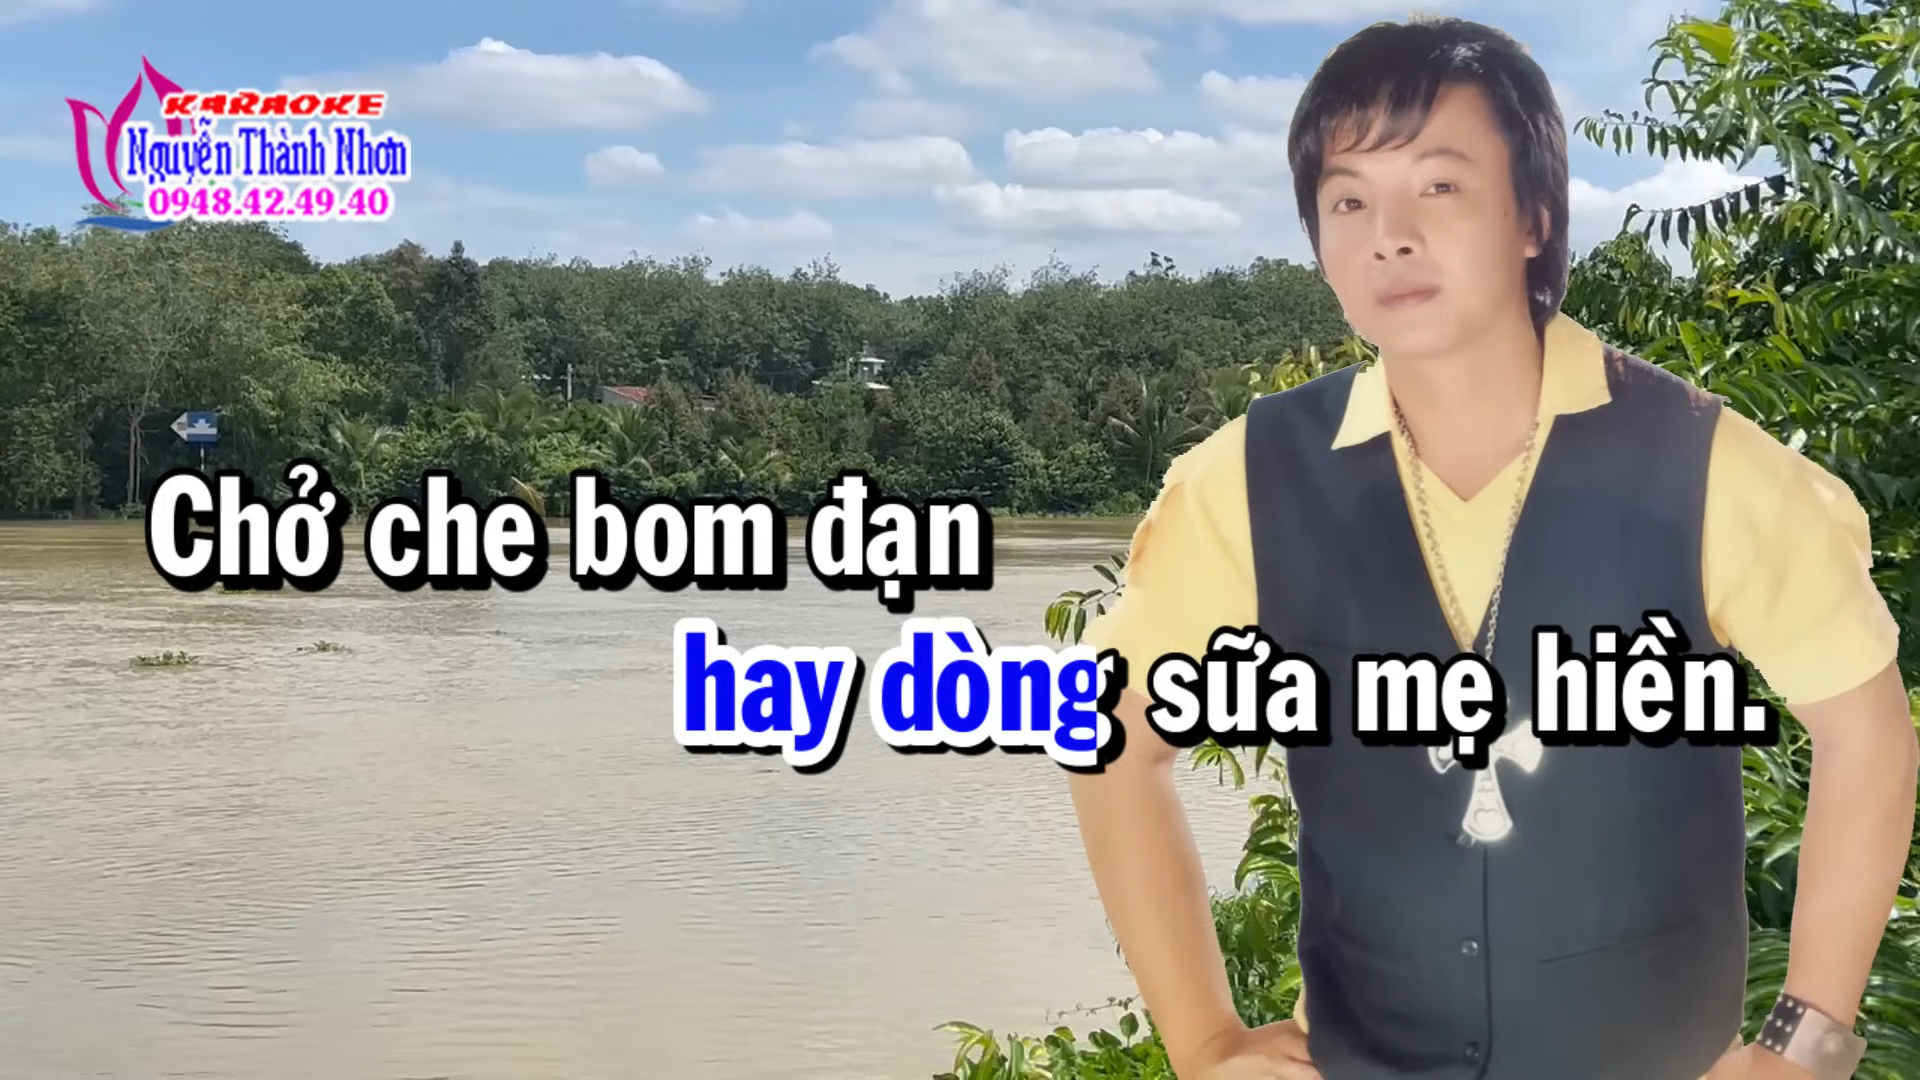 KARAOKE
Nguyễn Thành Nhơn
0948.42.49.40
Chở che bom đạn
hay dòng sữa mẹ hiền.